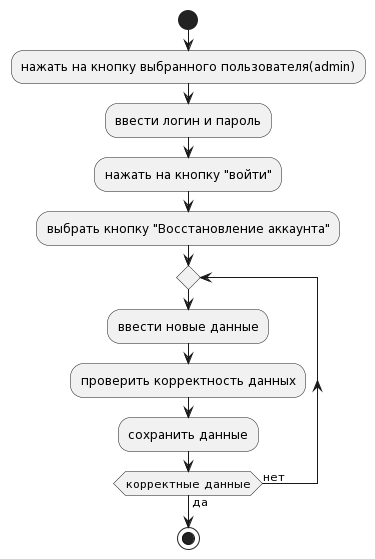 нажать на кнопку выбранного пользователя(admin)
ввести логин и пароль
нажать на кнопку "войти"
выбрать кнопку "Восстановление аккаунта"
ввести новые данные
проверить корректность данных
сохранить данные
корректные данные
нет
да